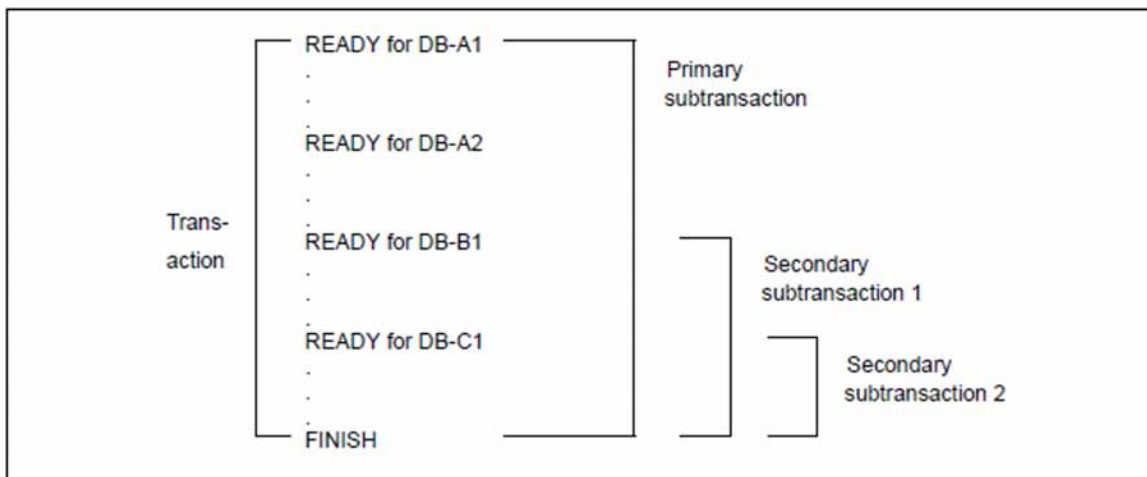 READY for DB-A1
.
.
.
Primary
subtransaction
READY for DB-A2
.
.
.
Trans-
action
READY for DB-B1
.
.
.
Secondary
subtransaction 1
READY for DB-C1
.
.
.
Secondary
subtransaction 2
FINISH